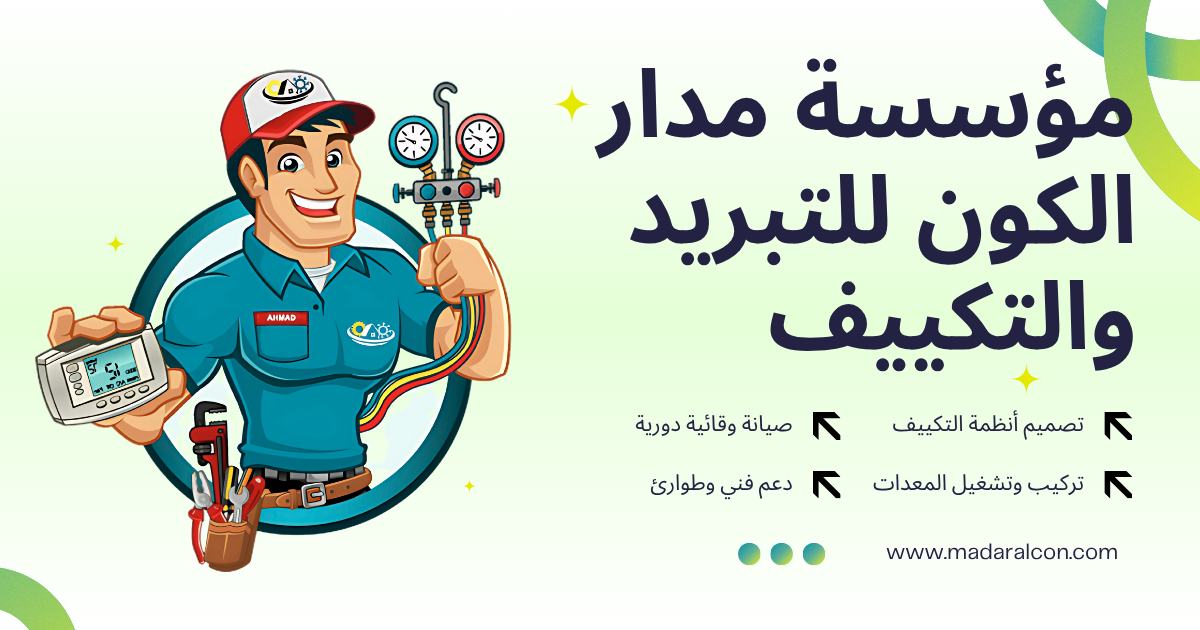 مؤسسة مدار
الكون للتبريد
والتكييف
تصميم أنظمة التكييف
صيانة وقائية دورية
تركيب وتشغيل المعدات
دعم فني وطوارئ
www.madaralcon.com
AHMAD